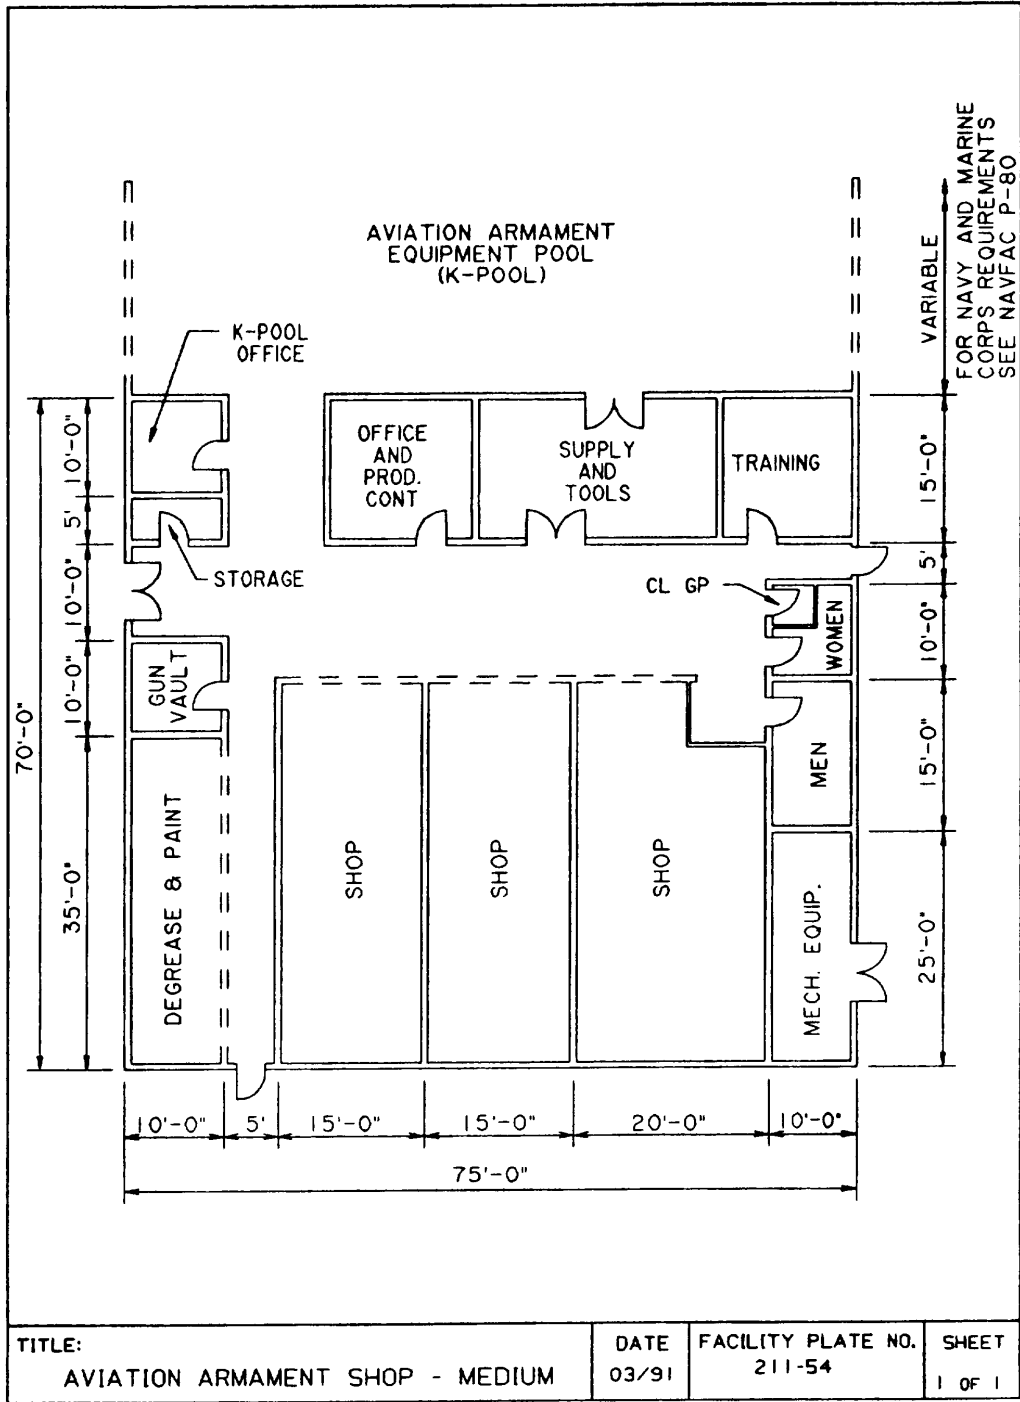 AVIATION ARMAMENT
EQUIPMENT POOL
(K-POOL)
VARIABLE
FOR NAVY AND MARINE
CORPS REQUIREMENTS
SEE NAVFAC P-80
K-POOL
OFFICE
OFFICE
AND
PROD.
CONT
SUPPLY
AND
TOOLS
TRAINING
STORAGE
CL GP
WOMEN
GUN
VAULT
MEN
DEGREASE & PAINT
SHOP
SHOP
SHOP
MECH. EQUIP.
70'-0"
10'-0"
5'
10'-0"
10'-0"
35'-0"
15'-0"
5'
10'-0"
15'-0"
25'-0"
10'-0"
5'
15'-0"
15'-0"
20'-0"
10'-0"
75'-0"
TITLE:
AVIATION ARMAMENT SHOP - MEDIUM
DATE
03/91
FACILITY PLATE NO.
211-54
SHEET
1 OF 1